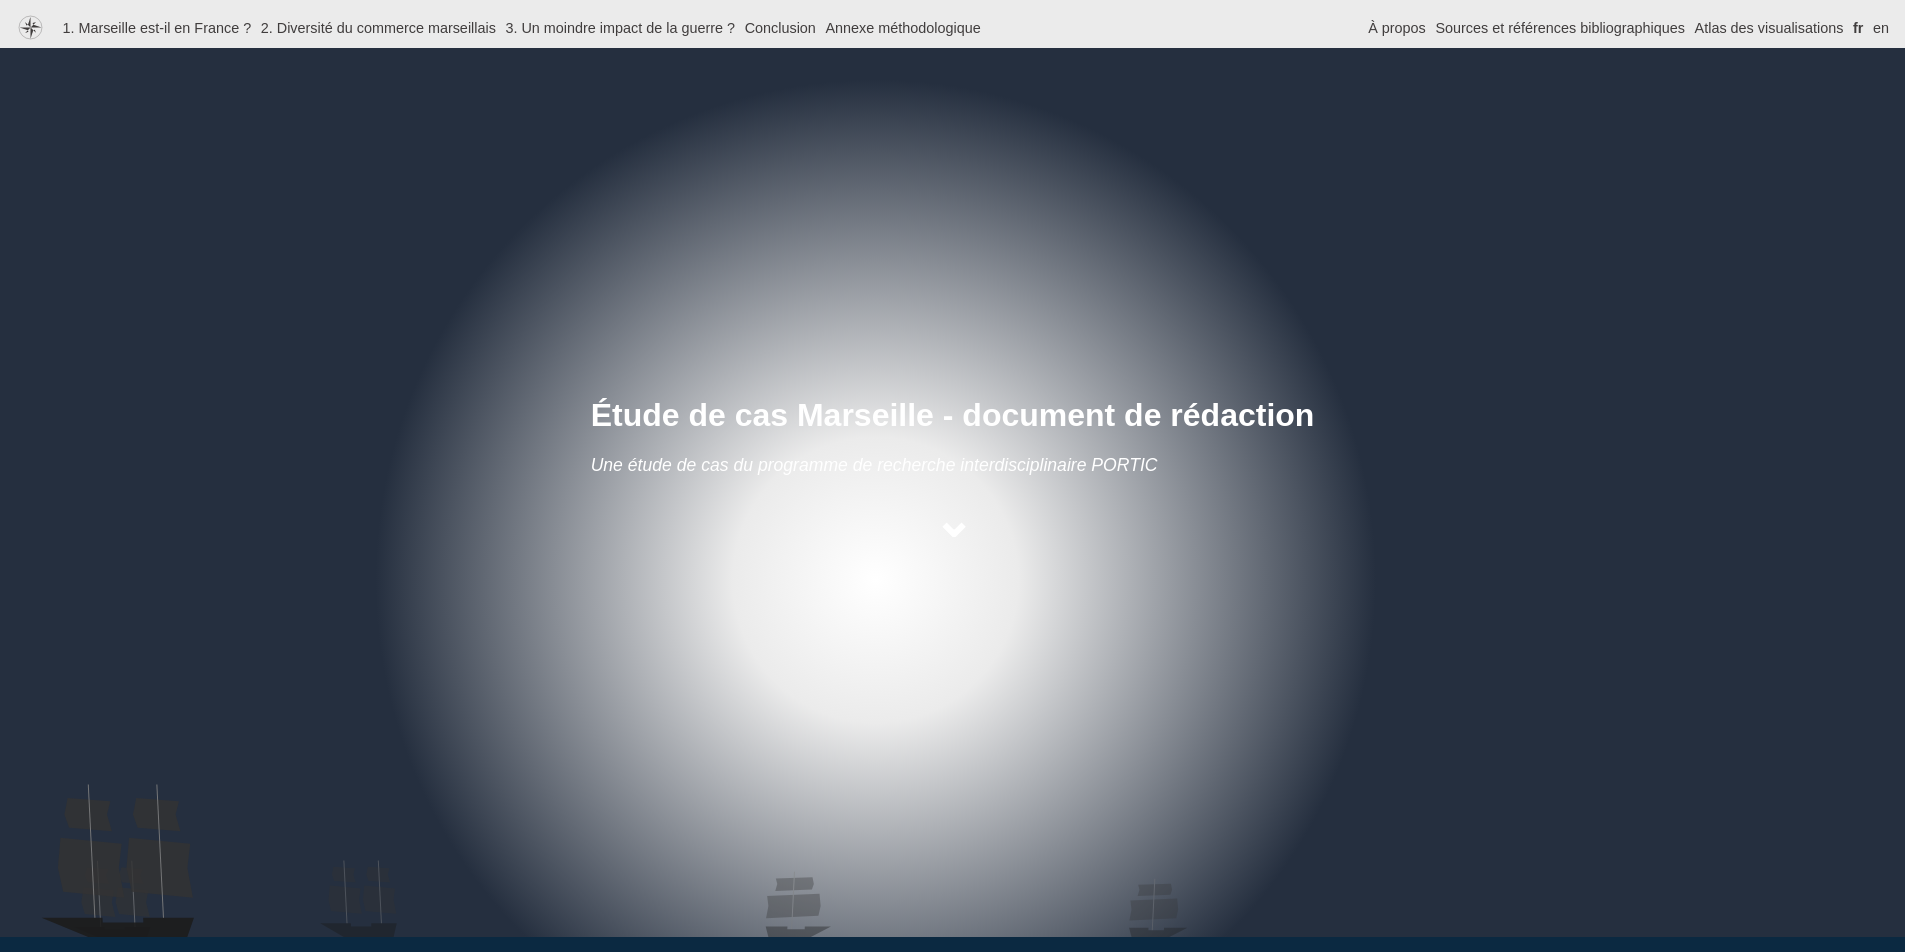 1. Marseille est-il en France ? 2. Diversité du commerce marseillais 3. Un moindre impact de la guerre ? Conclusion Annexe méthodologique À propos Sources et références bibliographiques Atlas des visualisations fr en
Étude de cas Marseille - document de rédaction
Une étude de cas du programme de recherche interdisciplinaire PORTIC